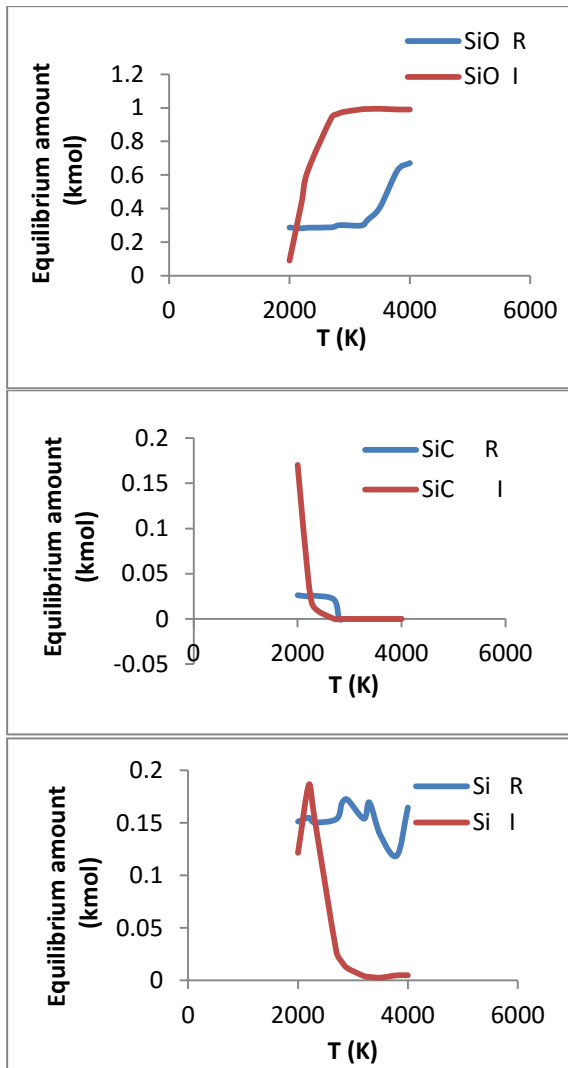 SiO R
SiO I
1.2
1
0.8
0.6
0.4
0.2
0
0 2000 4000 6000
T (K)
Equilibrium amount
(kmol)
SiC R
SiC I
0.2
0.15
0.1
0.05
0
-0.05
0 2000 4000 6000
T (K)
Equilibrium amount
(kmol)
Si R
Si I
0.2
0.15
0.1
0.05
0
0 2000 4000 6000
T (K)
Equilibrium amount
(kmol)